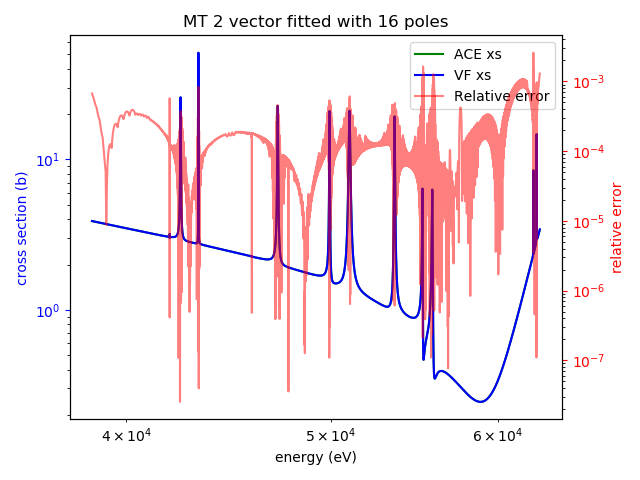 MT 2 vector fitted with 16 poles
ACE xs
VF xs
Relative error
cross section (b)
10¹
10⁰
relative error
10⁻³
10⁻⁴
10⁻⁵
10⁻⁶
10⁻⁷
4 × 10⁴
5 × 10⁴
6 × 10⁴
energy (eV)